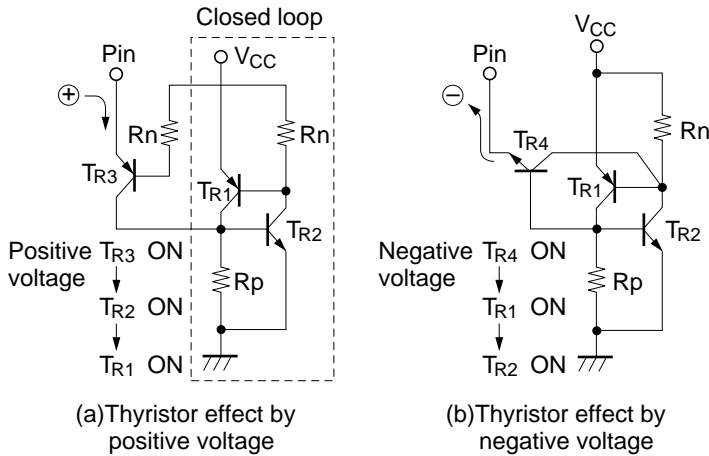 Closed loop
Pin
VCC
⊕
Rn
Rn
TR3
TR1
TR2
Rp
Positive voltage
TR3 ON
TR2 ON
TR1 ON
(a)Thyristor effect by
positive voltage
VCC
Pin
⊖
TR4
Rn
TR1
TR2
Rp
Negative voltage
TR4 ON
TR1 ON
TR2 ON
(b)Thyristor effect by
negative voltage